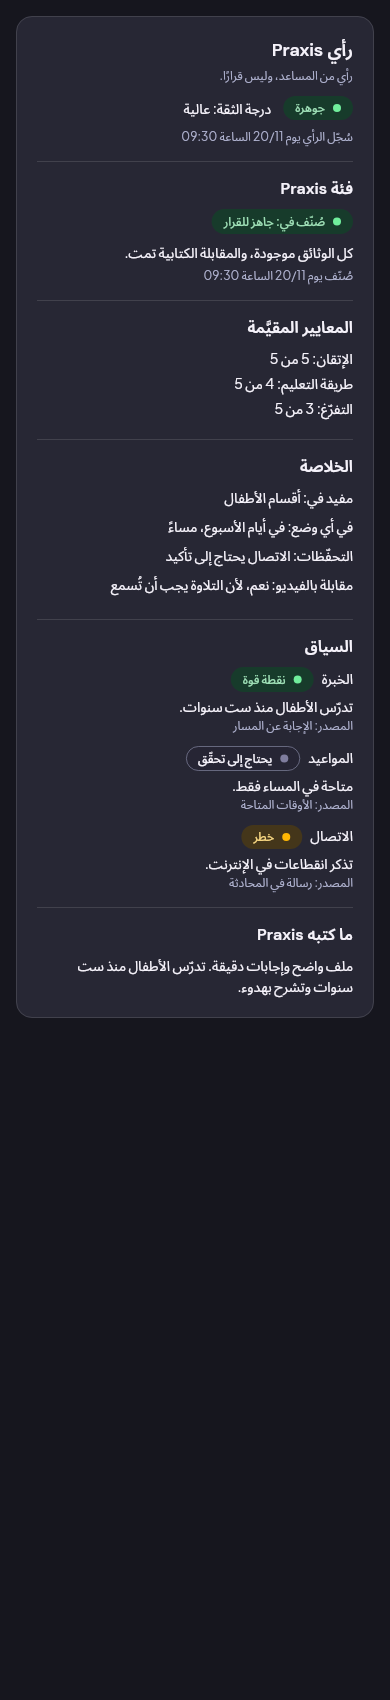 رأي Praxis
رأي من المساعد، وليس قرارًا.
جوهرة درجة الثقة: عالية
سُجّل الرأي يوم 20/11 الساعة 09:30
فئة Praxis
صُنّف في: جاهز للقرار
كل الوثائق موجودة، والمقابلة الكتابية تمت.
صُنّف يوم 20/11 الساعة 09:30
المعايير المقيَّمة
الإتقان: 5 من 5
طريقة التعليم: 4 من 5
التفرّغ: 3 من 5
الخلاصة
مفيد في: أقسام الأطفال
في أي وضع: في أيام الأسبوع، مساءً
التحفّظات: الاتصال يحتاج إلى تأكيد
مقابلة بالفيديو: نعم، لأن التلاوة يجب أن تُسمع
السياق
الخبرة نقطة قوة
تدرّس الأطفال منذ ست سنوات.
المصدر: الإجابة عن المسار
المواعيد يحتاج إلى تحقّق
متاحة في المساء فقط.
المصدر: الأوقات المتاحة
الاتصال خطر
تذكر انقطاعات في الإنترنت.
المصدر: رسالة في المحادثة
ما كتبه Praxis
ملف واضح وإجابات دقيقة. تدرّس الأطفال منذ ست
سنوات وتشرح بهدوء.